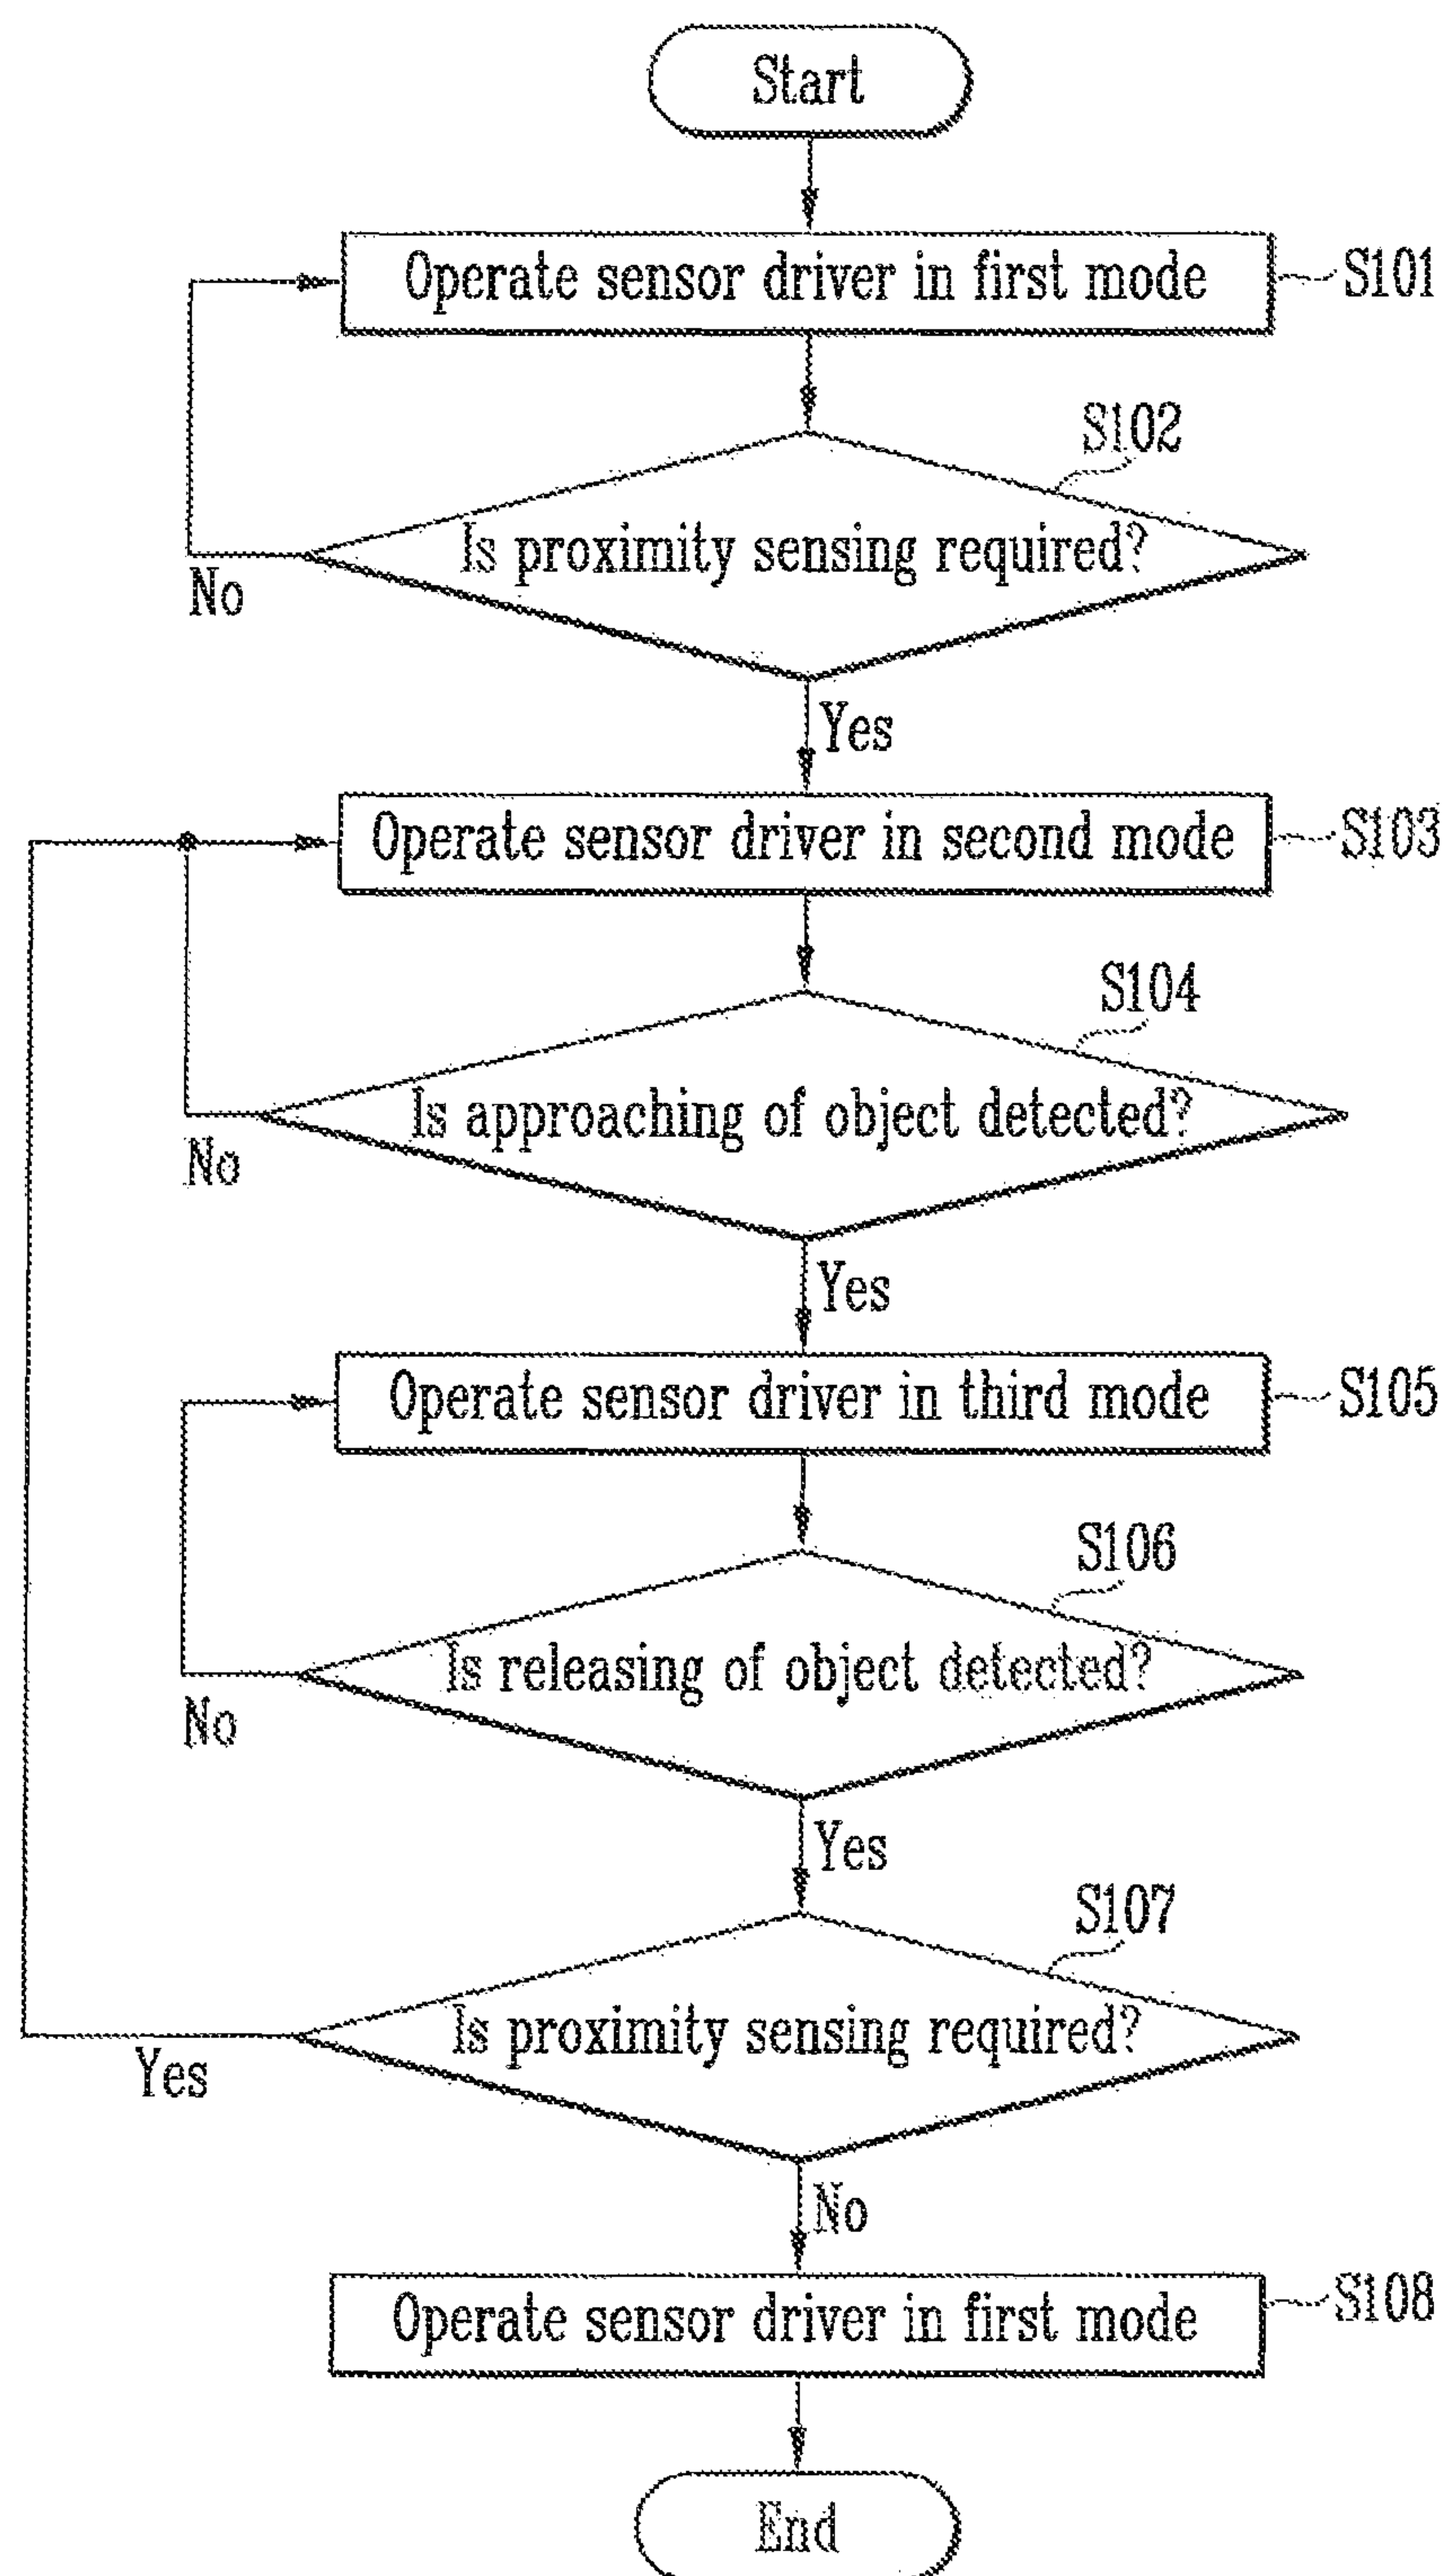 Start
Operate sensor driver in first mode
S101
S102
Is proximity sensing required?
No
Yes
Operate sensor driver in second mode
S103
S104
Is approaching of object detected?
No
Yes
Operate sensor driver in third mode
S105
S106
Is releasing of object detected?
No
Yes
S107
Is proximity sensing required?
Yes
No
Operate sensor driver in first mode
S108
End